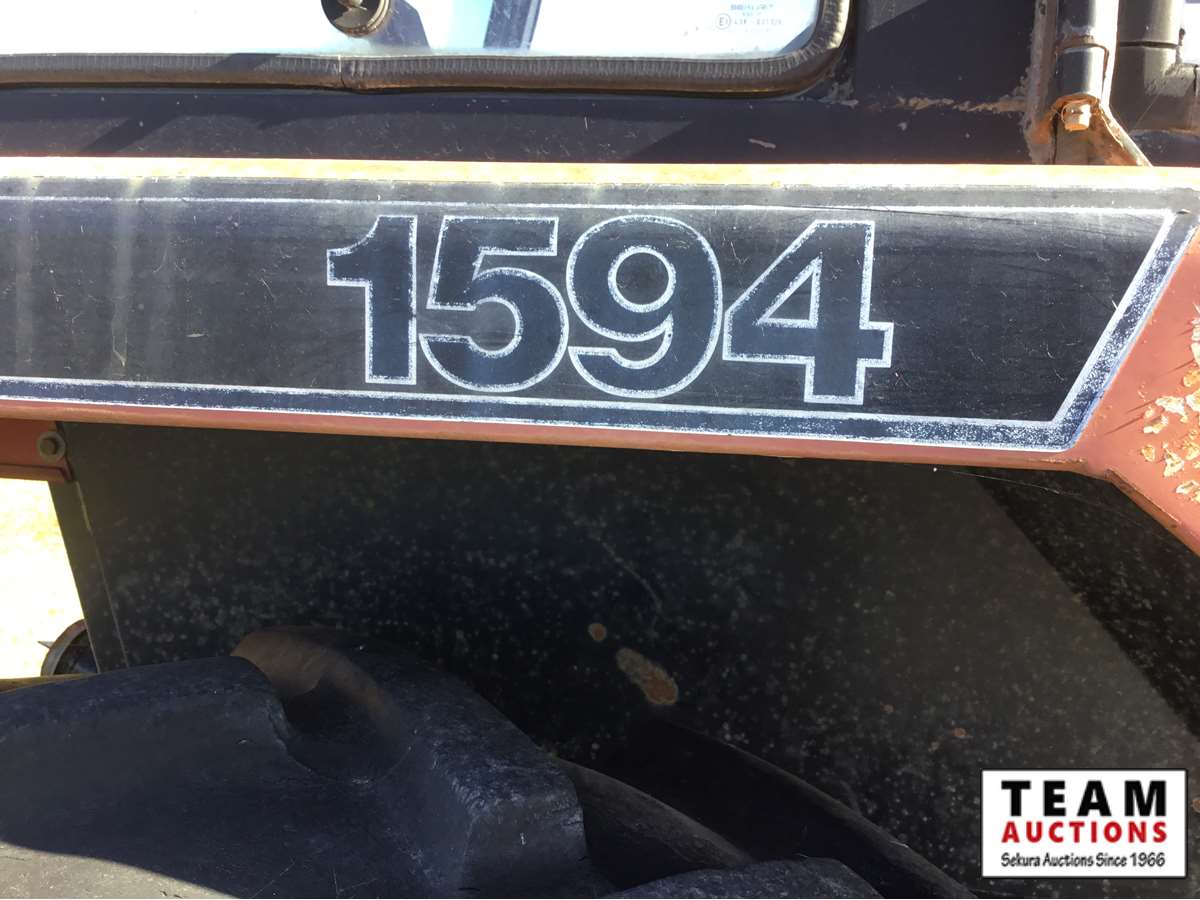 1594
TEAM
AUCTIONS
Sekura Auctions Since 1966